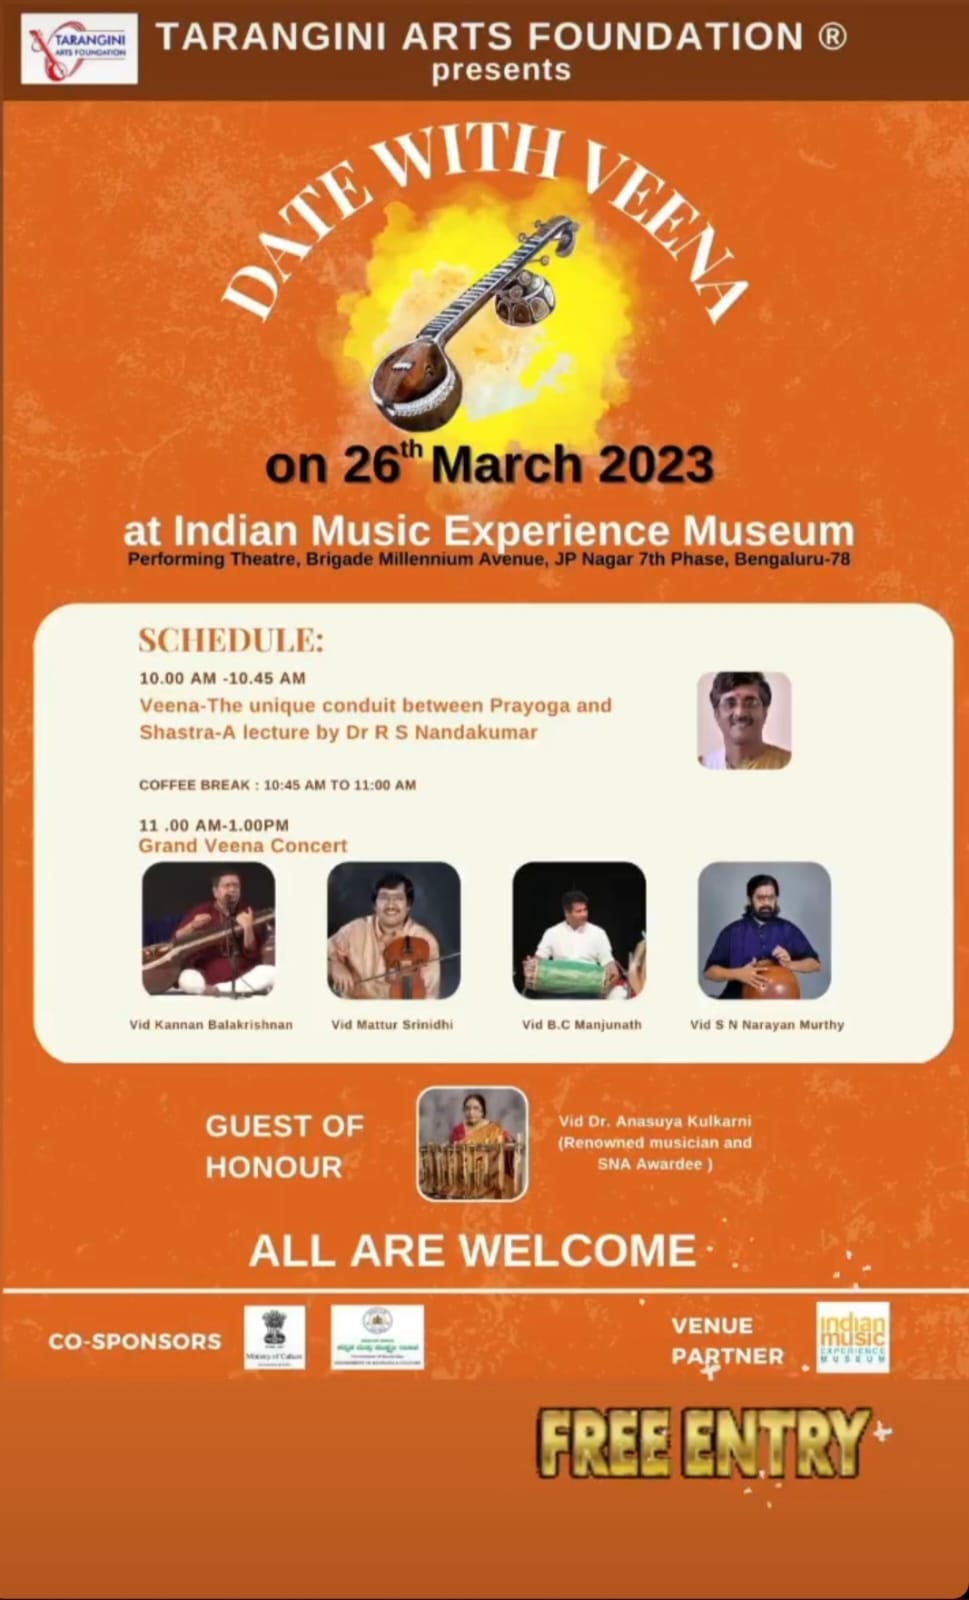 TARANGINI
ARTS FOUNDATION
TARANGINI ARTS FOUNDATION ®
presents
DATE WITH VEENA
on 26th March 2023
at Indian Music Experience Museum
Performing Theatre, Brigade Millennium Avenue, JP Nagar 7th Phase, Bengaluru-78
SCHEDULE:
10.00 AM -10.45 AM
Veena-The unique conduit between Prayoga and
Shastra-A lecture by Dr R S Nandakumar
COFFEE BREAK : 10:45 AM TO 11:00 AM
11 .00 AM-1.00PM
Grand Veena Concert
Vid Kannan Balakrishnan
Vid Mattur Srinidhi
Vid B.C Manjunath
Vid S N Narayan Murthy
GUEST OF
HONOUR
Vid Dr. Anasuya Kulkarni
(Renowned musician and
SNA Awardee )
ALL ARE WELCOME
CO-SPONSORS
Ministry of Culture
VENUE
PARTNER
indian
music
EXPERIENCE
MUSEUM
FREE ENTRY